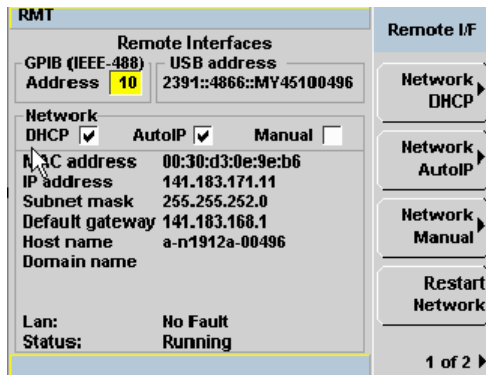 RMT
Remote Interfaces
GPIB (IEEE-488)
Address 10
USB address
2391::4866::MY45100496
Network
DHCP
AutoIP
Manual
MAC address 00:30:d3:0e:9e:b6
IP address 141.183.171.11
Subnet mask 255.255.252.0
Default gateway 141.183.168.1
Host name a-n1912a-00496
Domain name
Lan: No Fault
Status: Running
Remote I/F
Network
DHCP
Network
AutoIP
Network
Manual
Restart
Network
1 of 2